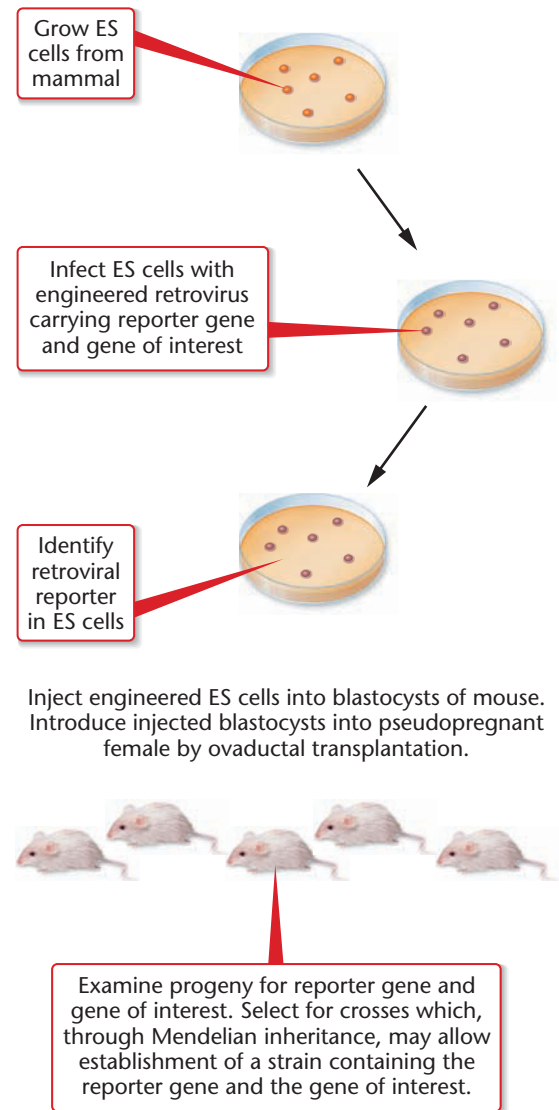 Grow ES
cells from
mammal
Infect ES cells with
engineered retrovirus
carrying reporter gene
and gene of interest
Identify
retroviral
reporter
in ES cells
Inject engineered ES cells into blastocysts of mouse.
Introduce injected blastocysts into pseudopregnant
female by ovaductal transplantation.
Examine progeny for reporter gene and
gene of interest. Select for crosses which,
through Mendelian inheritance, may allow
establishment of a strain containing the
reporter gene and the gene of interest.